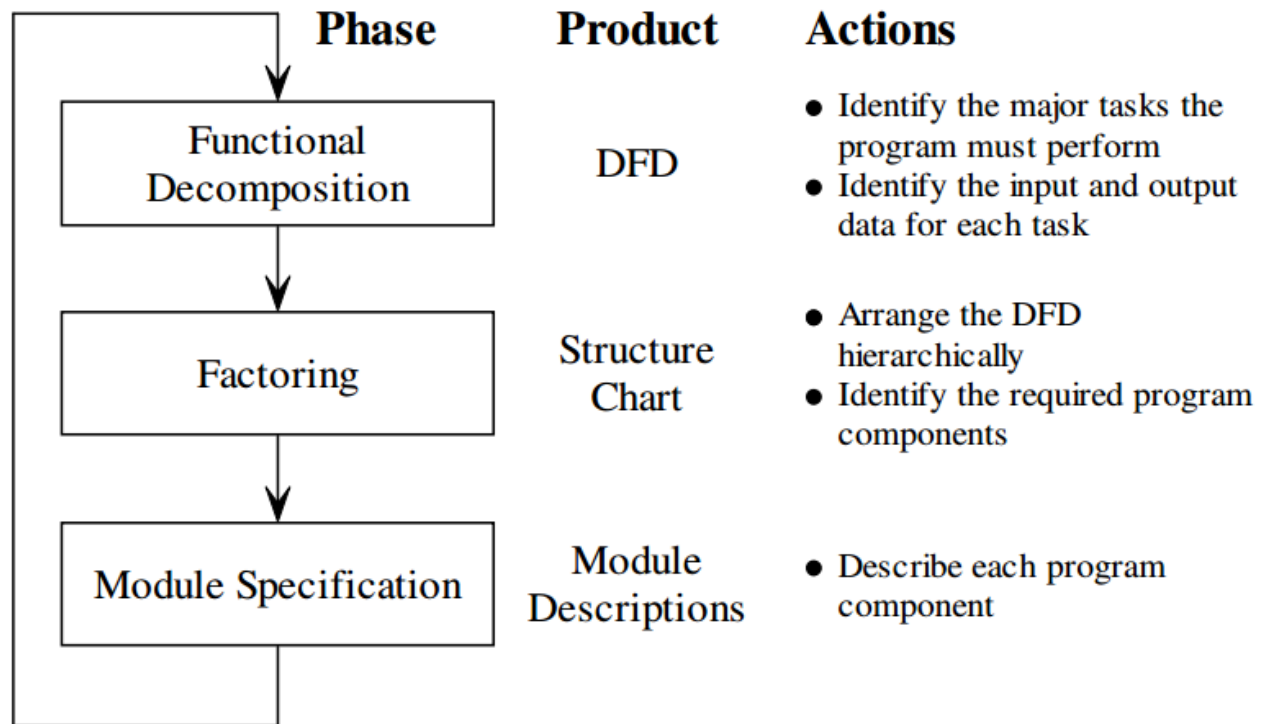 Phase Product Actions
Functional
Decomposition
DFD
● Identify the major tasks the
program must perform
● Identify the input and output
data for each task
Factoring
Structure
Chart
● Arrange the DFD
hierarchically
● Identify the required program
components
Module Specification
Module
Descriptions
● Describe each program
component